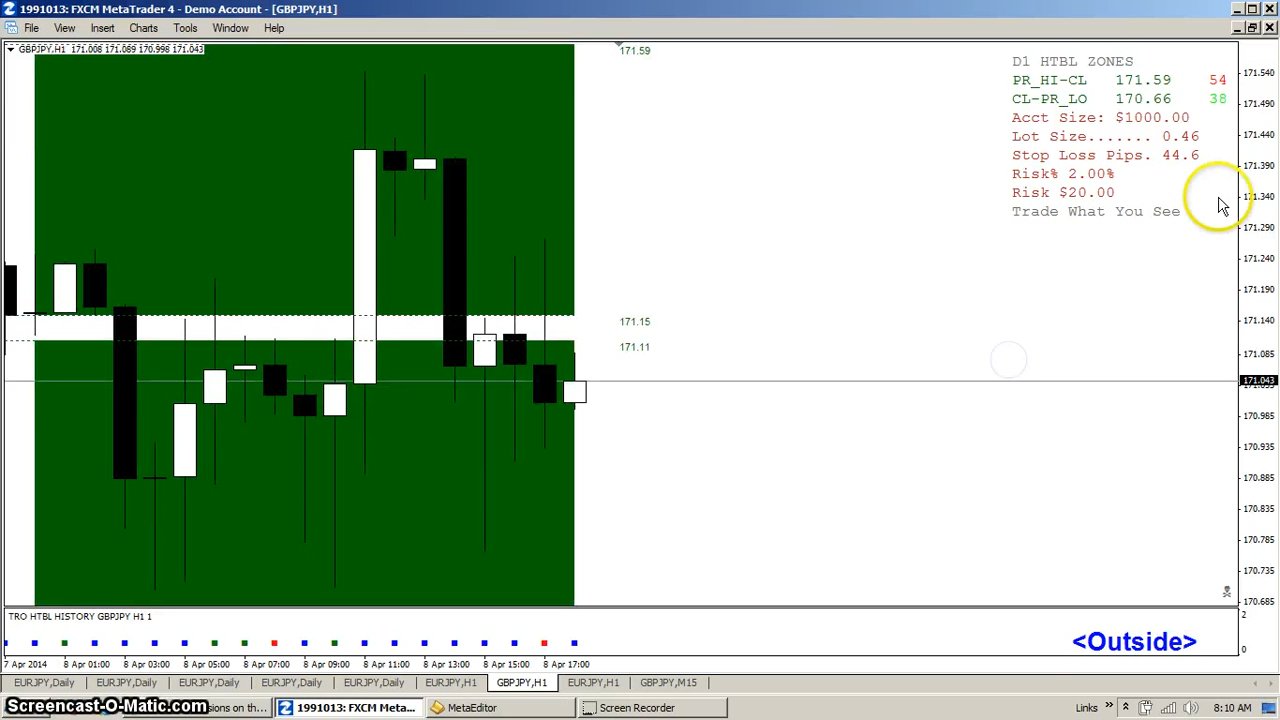 1991013: FXCM MetaTrader 4 - Demo Account - [GBPJPY,H1]
File View Insert Charts Tools Window Help
GBPJPY,H1 171.008 171.089 170.998 171.043
171.59
D1 HTBL ZONES
PR_HI-CL 171.59 54
CL-PR_LO 170.66 38
Acct Size: $1000.00
Lot Size....... 0.46
Stop Loss Pips. 44.6
Risk% 2.00%
Risk $20.00
Trade What You See
171.15
171.11
171.540
171.490
171.440
171.390
171.340
171.290
171.240
171.190
171.140
171.085
171.043
170.985
170.935
170.885
170.835
170.785
170.735
170.685
TRO HTBL HISTORY GBPJPY H1 1
2
0
<Outside>
7 Apr 2014 8 Apr 01:00 8 Apr 03:00 8 Apr 05:00 8 Apr 07:00 8 Apr 09:00 8 Apr 11:00 8 Apr 13:00 8 Apr 15:00 8 Apr 17:00
EURJPY,Daily EURJPY,Daily EURJPY,Daily EURJPY,Daily EURJPY,Daily EURJPY,H1 GBPJPY,H1 EURJPY,H1 GBPJPY,M15
Screencast-O-Matic.com
sions on th... 1991013: FXCM Meta... MetaEditor Screen Recorder Links 8:10 AM